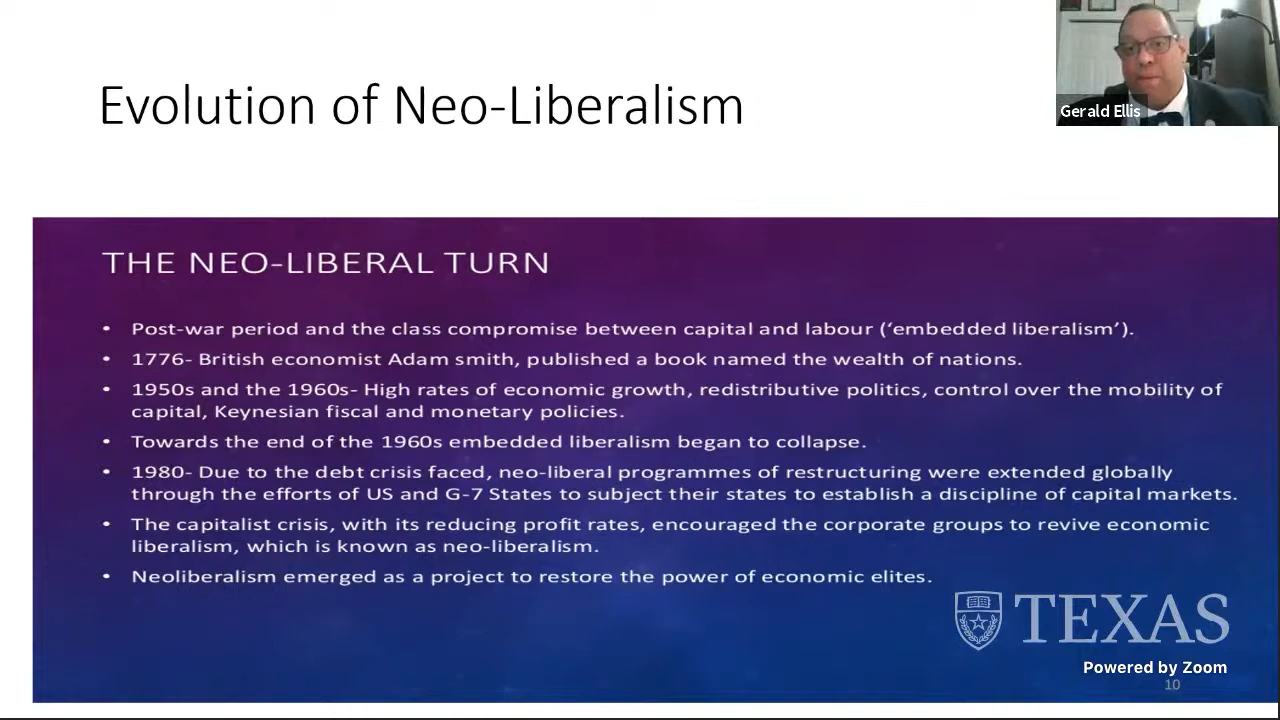 Evolution of Neo-Liberalism
Gerald Ellis
THE NEO-LIBERAL TURN
• Post-war period and the class compromise between capital and labour (‘embedded liberalism’).
• 1776- British economist Adam smith, published a book named the wealth of nations.
• 1950s and the 1960s- High rates of economic growth, redistributive politics, control over the mobility of
capital, Keynesian fiscal and monetary policies.
• Towards the end of the 1960s embedded liberalism began to collapse.
• 1980- Due to the debt crisis faced, neo-liberal programmes of restructuring were extended globally
through the efforts of US and G-7 States to subject their states to establish a discipline of capital markets.
• The capitalist crisis, with its reducing profit rates, encouraged the corporate groups to revive economic
liberalism, which is known as neo-liberalism.
• Neoliberalism emerged as a project to restore the power of economic elites.
TEXAS
Powered by Zoom
10